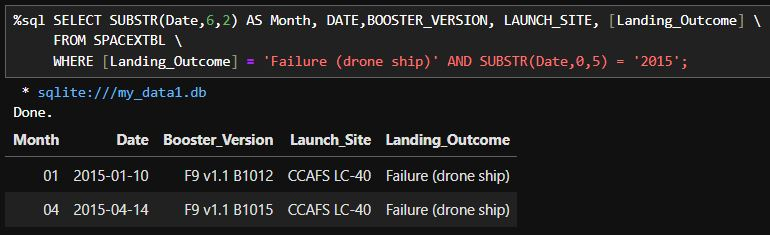 %sql SELECT SUBSTR(Date,6,2) AS Month, DATE,BOOSTER_VERSION, LAUNCH_SITE, [Landing_Outcome] \
FROM SPACEXTBL \
WHERE [Landing_Outcome] = 'Failure (drone ship)' AND SUBSTR(Date,0,5) = '2015';
* sqlite:///my_data1.db
Done.
Month Date Booster_Version Launch_Site Landing_Outcome
01 2015-01-10 F9 v1.1 B1012 CCAFS LC-40 Failure (drone ship)
04 2015-04-14 F9 v1.1 B1015 CCAFS LC-40 Failure (drone ship)